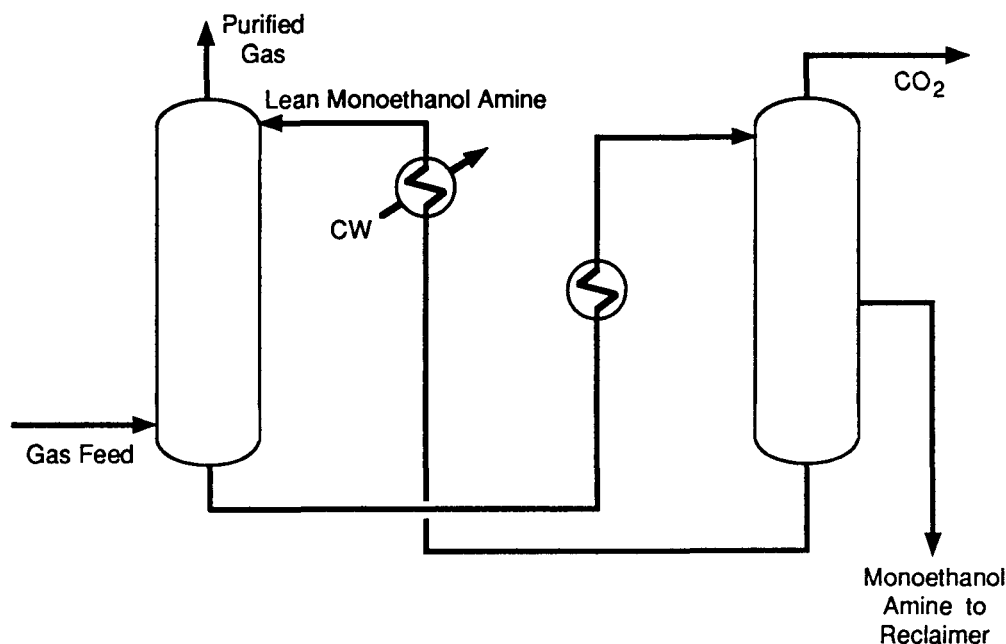 Purified
Gas
CO2
Lean Monoethanol Amine
CW
Gas Feed
Monoethanol
Amine to
Reclaimer